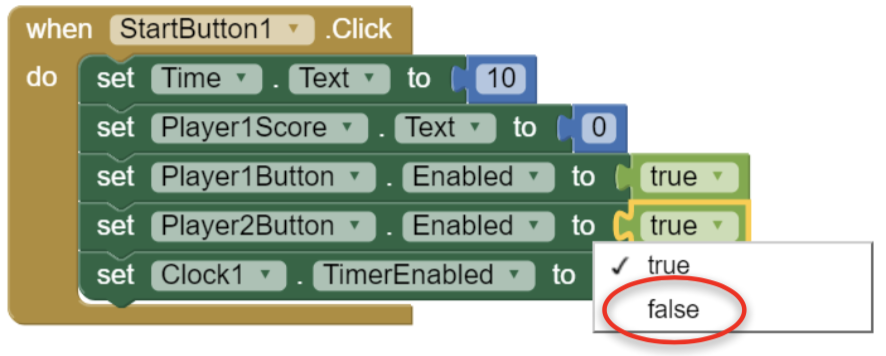 when StartButton1 .Click
do set Time . Text to 10
set Player1Score . Text to 0
set Player1Button . Enabled to true
set Player2Button . Enabled to true
set Clock1 . TimerEnabled to
✓ true
false